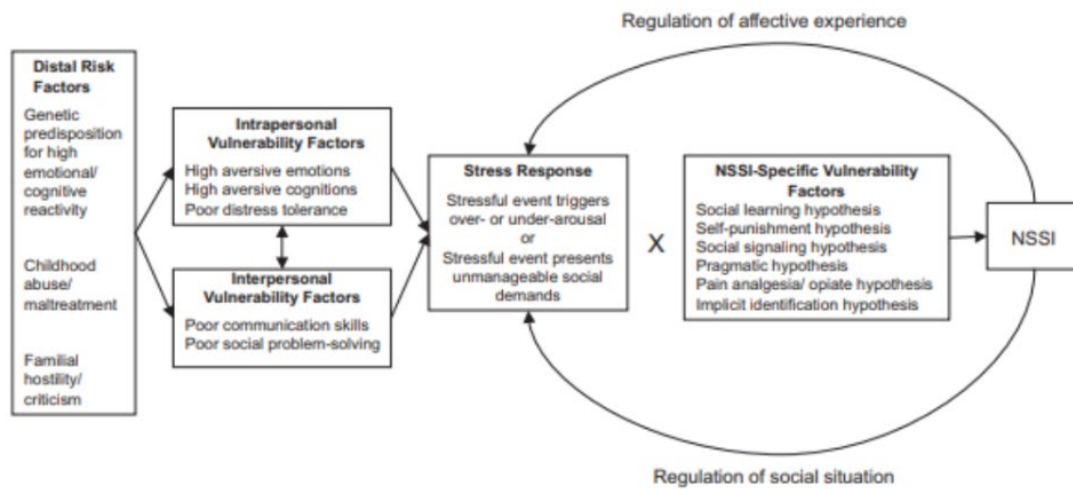 Regulation of affective experience
Distal Risk
Factors
Genetic
predisposition
for high
emotional/
cognitive
reactivity
Childhood
abuse/
maltreatment
Familial
hostility/
criticism
Intrapersonal
Vulnerability Factors
High aversive emotions
High aversive cognitions
Poor distress tolerance
Interpersonal
Vulnerability Factors
Poor communication skills
Poor social problem-solving
Stress Response
Stressful event triggers
over- or under-arousal
or
Stressful event presents
unmanageable social
demands
X
NSSI-Specific Vulnerability
Factors
Social learning hypothesis
Self-punishment hypothesis
Social signaling hypothesis
Pragmatic hypothesis
Pain analgesia/ opiate hypothesis
Implicit identification hypothesis
NSSI
Regulation of social situation